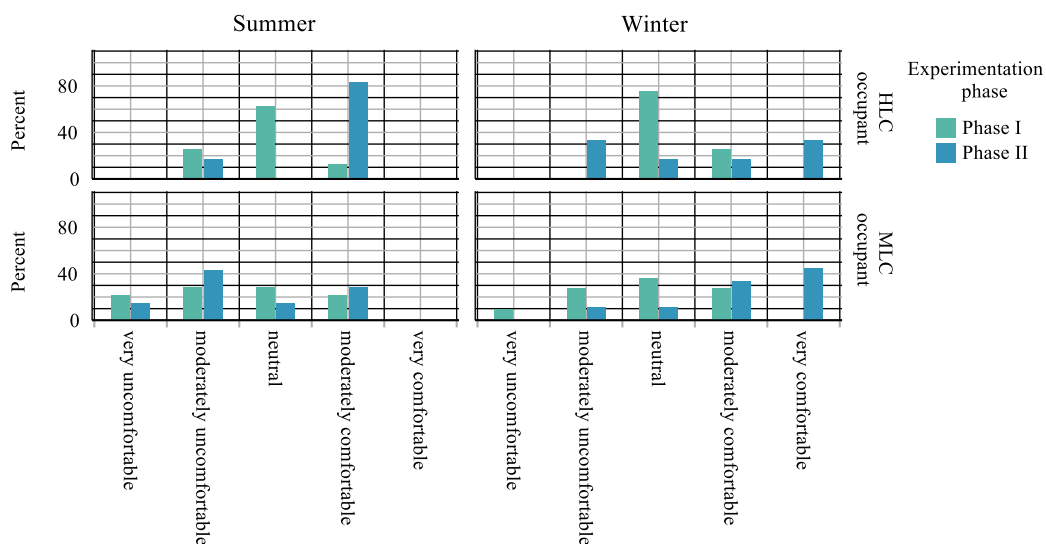 Summer
Winter
Percent
80
40
0
HLC
occupant
Experimentation
phase
Phase I
Phase II
Percent
80
40
0
MLC
occupant
very uncomfortable
moderately uncomfortable
neutral
moderately comfortable
very comfortable
very uncomfortable
moderately uncomfortable
neutral
moderately comfortable
very comfortable